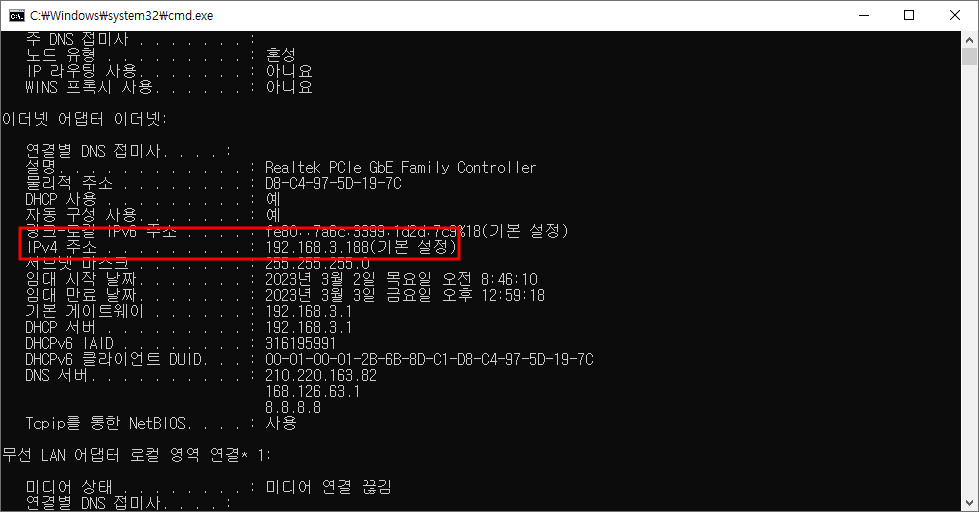 C:₩Windows₩system32₩cmd.exe
주 DNS 접미사 . . . . . . . :
노드 유형 . . . . . . . . . : 혼성
IP 라우팅 사용. . . . . . . : 아니요
WINS 프록시 사용. . . . . . : 아니요
이더넷 어댑터 이더넷:
연결별 DNS 접미사. . . . :
설명. . . . . . . . . . . . : Realtek PCIe GbE Family Controller
물리적 주소 . . . . . . . . : D8-C4-97-5D-19-7C
DHCP 사용 . . . . . . . . . : 예
자동 구성 사용. . . . . . . : 예
링크-로컬 IPv6 주소 . . . . : fe80::7a6c:3399:1d2d:7c9%18(기본 설정)
IPv4 주소 . . . . . . . . . : 192.168.3.188(기본 설정)
서브넷 마스크 . . . . . . . : 255.255.255.0
임대 시작 날짜. . . . . . . : 2023년 3월 2일 목요일 오전 8:46:10
임대 만료 날짜. . . . . . . : 2023년 3월 3일 금요일 오후 12:59:18
기본 게이트웨이 . . . . . . : 192.168.3.1
DHCP 서버 . . . . . . . . . : 192.168.3.1
DHCPv6 IAID . . . . . . . . : 316195991
DHCPv6 클라이언트 DUID. . . : 00-01-00-01-2B-6B-8D-C1-D8-C4-97-5D-19-7C
DNS 서버. . . . . . . . . . : 210.220.163.82
168.126.63.1
8.8.8.8
Tcpip를 통한 NetBIOS. . . . : 사용
무선 LAN 어댑터 로컬 영역 연결* 1:
미디어 상태 . . . . . . . . : 미디어 연결 끊김
연결별 DNS 접미사. . . . :